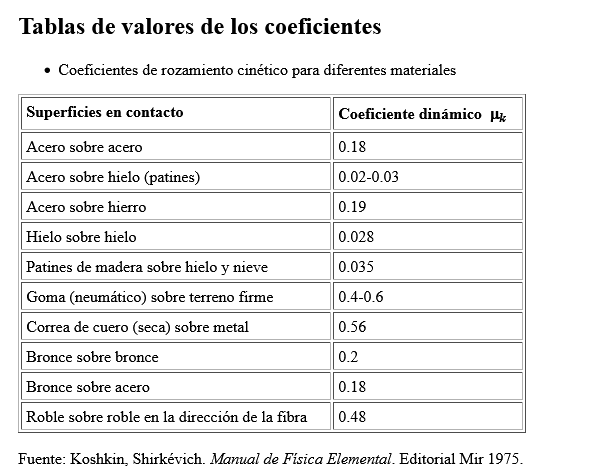 Tablas de valores de los coeficientes
• Coeficientes de rozamiento cinético para diferentes materiales
Superficies en contacto Coeficiente dinámico μk
Acero sobre acero 0.18
Acero sobre hielo (patines) 0.02-0.03
Acero sobre hierro 0.19
Hielo sobre hielo 0.028
Patines de madera sobre hielo y nieve 0.035
Goma (neumático) sobre terreno firme 0.4-0.6
Correa de cuero (seca) sobre metal 0.56
Bronce sobre bronce 0.2
Bronce sobre acero 0.18
Roble sobre roble en la dirección de la fibra 0.48
Fuente: Koshkin, Shirkévich. Manual de Física Elemental. Editorial Mir 1975.